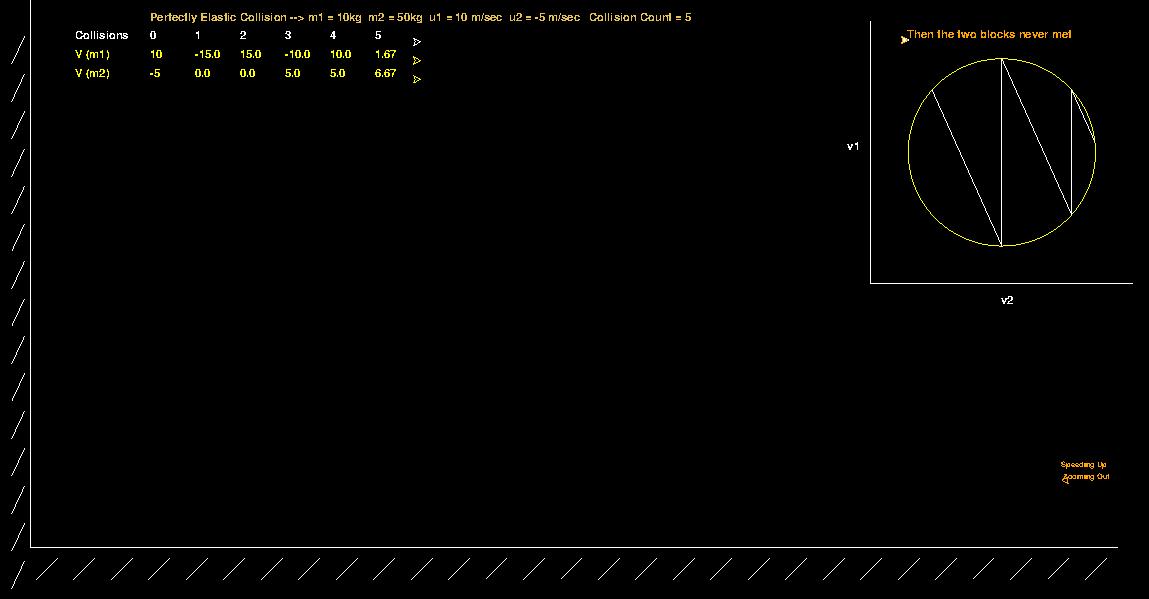 Perfectly Elastic Collision --> m1 = 10kg m2 = 50kg u1 = 10 m/sec u2 = -5 m/sec Collision Count = 5
Collisions 0 1 2 3 4 5
V (m1) 10 -15.0 15.0 -10.0 10.0 1.67
V (m2) -5 0.0 0.0 5.0 5.0 6.67
Then the two blocks never met
v1
v2
Speeding Up
Zooming Out